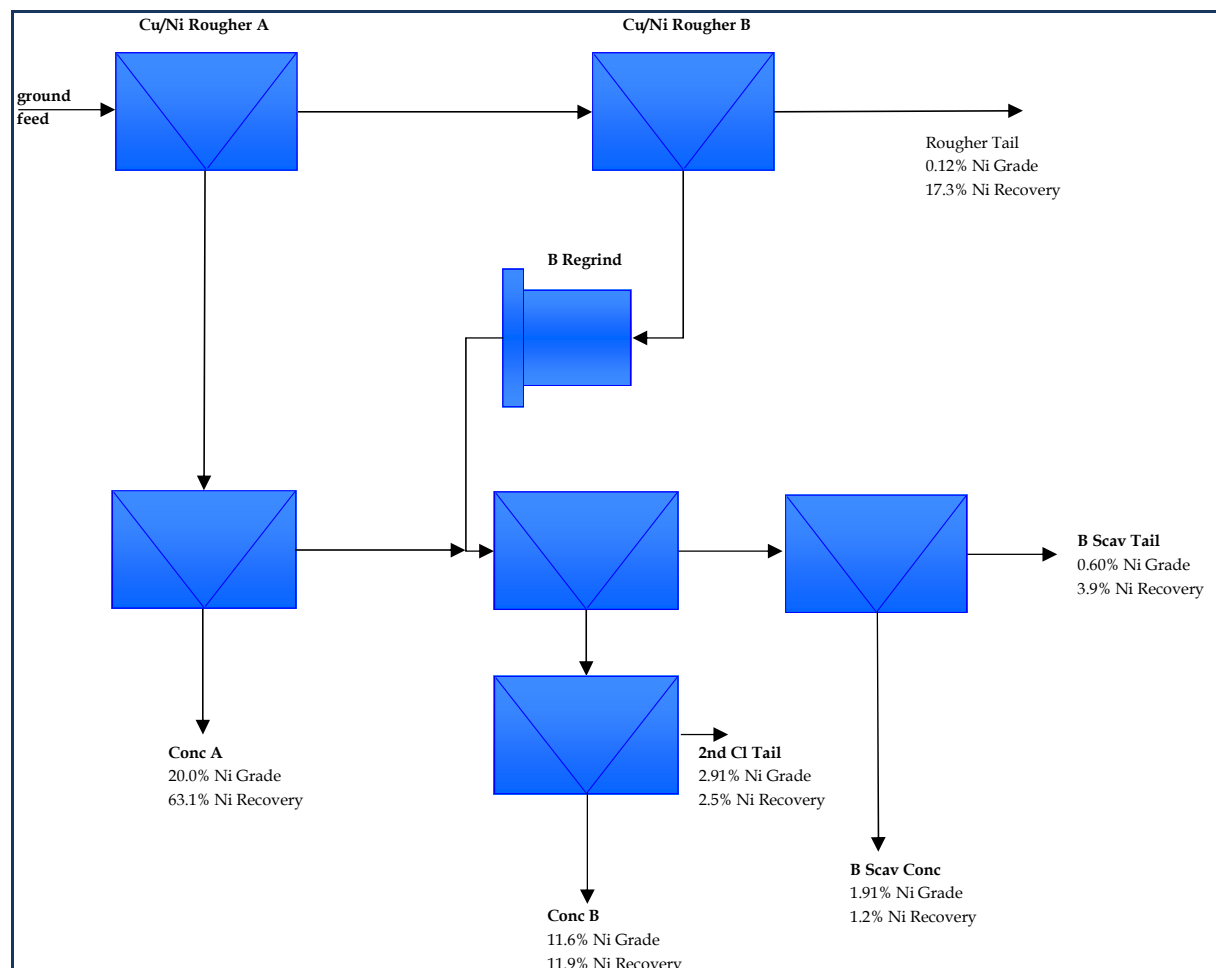 Cu/Ni Rougher A
Cu/Ni Rougher B
ground
feed
Rougher Tail
0.12% Ni Grade
17.3% Ni Recovery
B Regrind
B Scav Tail
0.60% Ni Grade
3.9% Ni Recovery
Conc A
20.0% Ni Grade
63.1% Ni Recovery
2nd Cl Tail
2.91% Ni Grade
2.5% Ni Recovery
B Scav Conc
1.91% Ni Grade
1.2% Ni Recovery
Conc B
11.6% Ni Grade
11.9% Ni Recovery